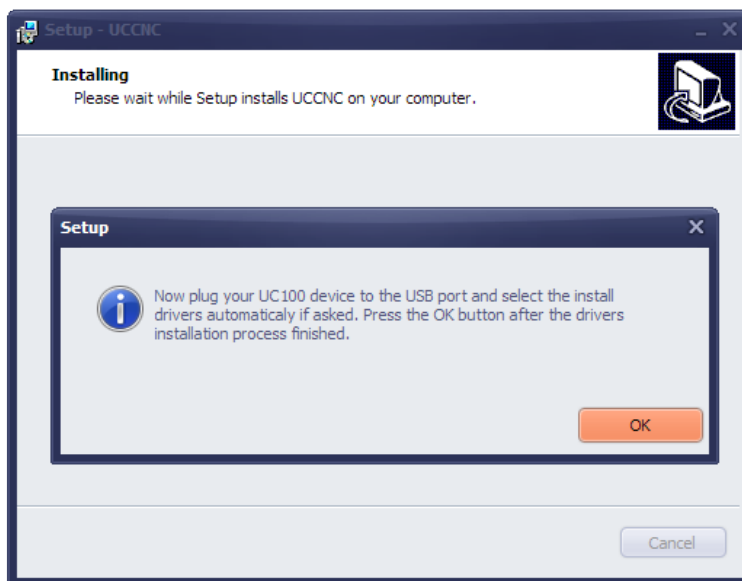 Setup - UCCNC
Installing
Please wait while Setup installs UCCNC on your computer.
Setup
Now plug your UC100 device to the USB port and select the install
drivers automaticaly if asked. Press the OK button after the drivers
installation process finished.
OK
Cancel